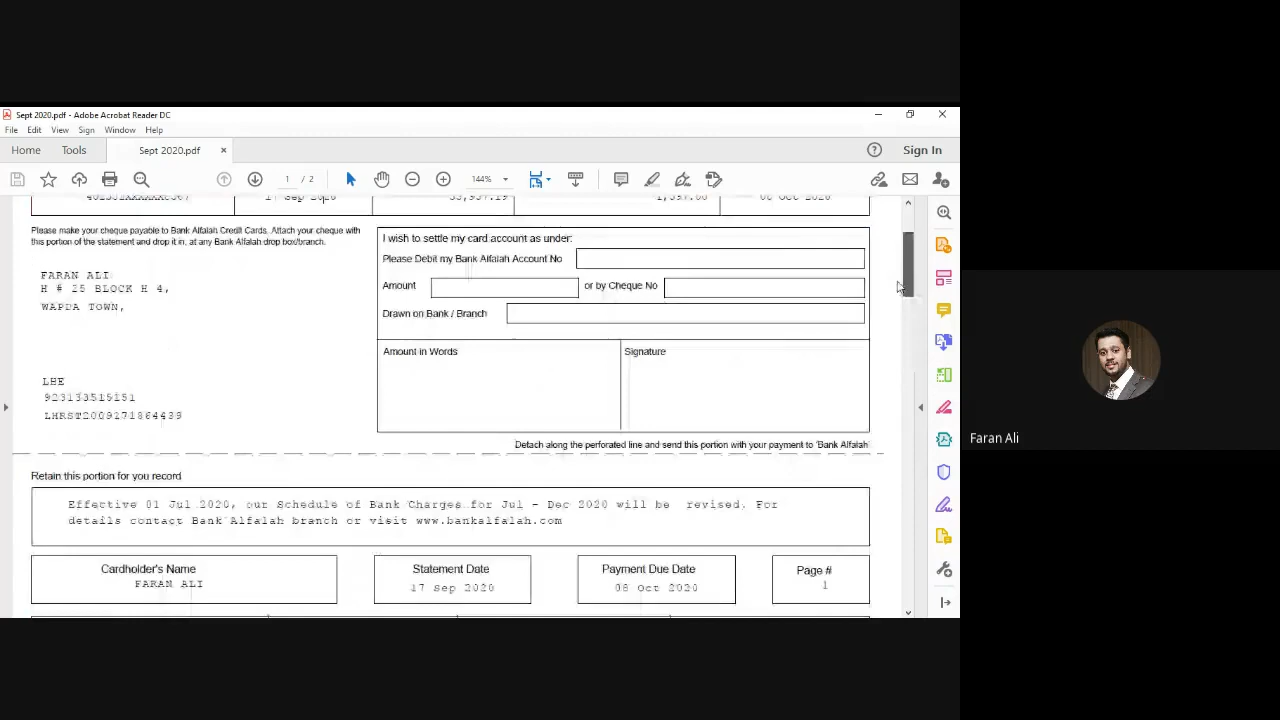 Sept 2020.pdf - Adobe Acrobat Reader DC
File Edit View Sign Window Help
Home Tools Sept 2020.pdf × Sign In
1 / 2 144%
17 Sep 2020
Please make your cheque payable to Bank Alfalah Credit Cards. Attach your cheque with
this portion of the statement and drop it in, at any Bank Alfalah drop box/branch.
FARAN ALI
H # 25 BLOCK H 4,
WAPDA TOWN,
LHE
I wish to settle my card account as under:
Please Debit my Bank Alfalah Account No
Amount or by Cheque No
Drawn on Bank / Branch
Amount in Words Signature
Detach along the perforated line and send this portion with your payment to 'Bank Alfalah'
Retain this portion for you record
Effective 01 Jul 2020, our Schedule of Bank Charges for Jul - Dec 2020 will be revised. For
details contact Bank Alfalah branch or visit www.bankalfalah.com
Cardholder's Name Statement Date Payment Due Date Page #
FARAN ALI 17 Sep 2020 08 Oct 2020 1
Faran Ali